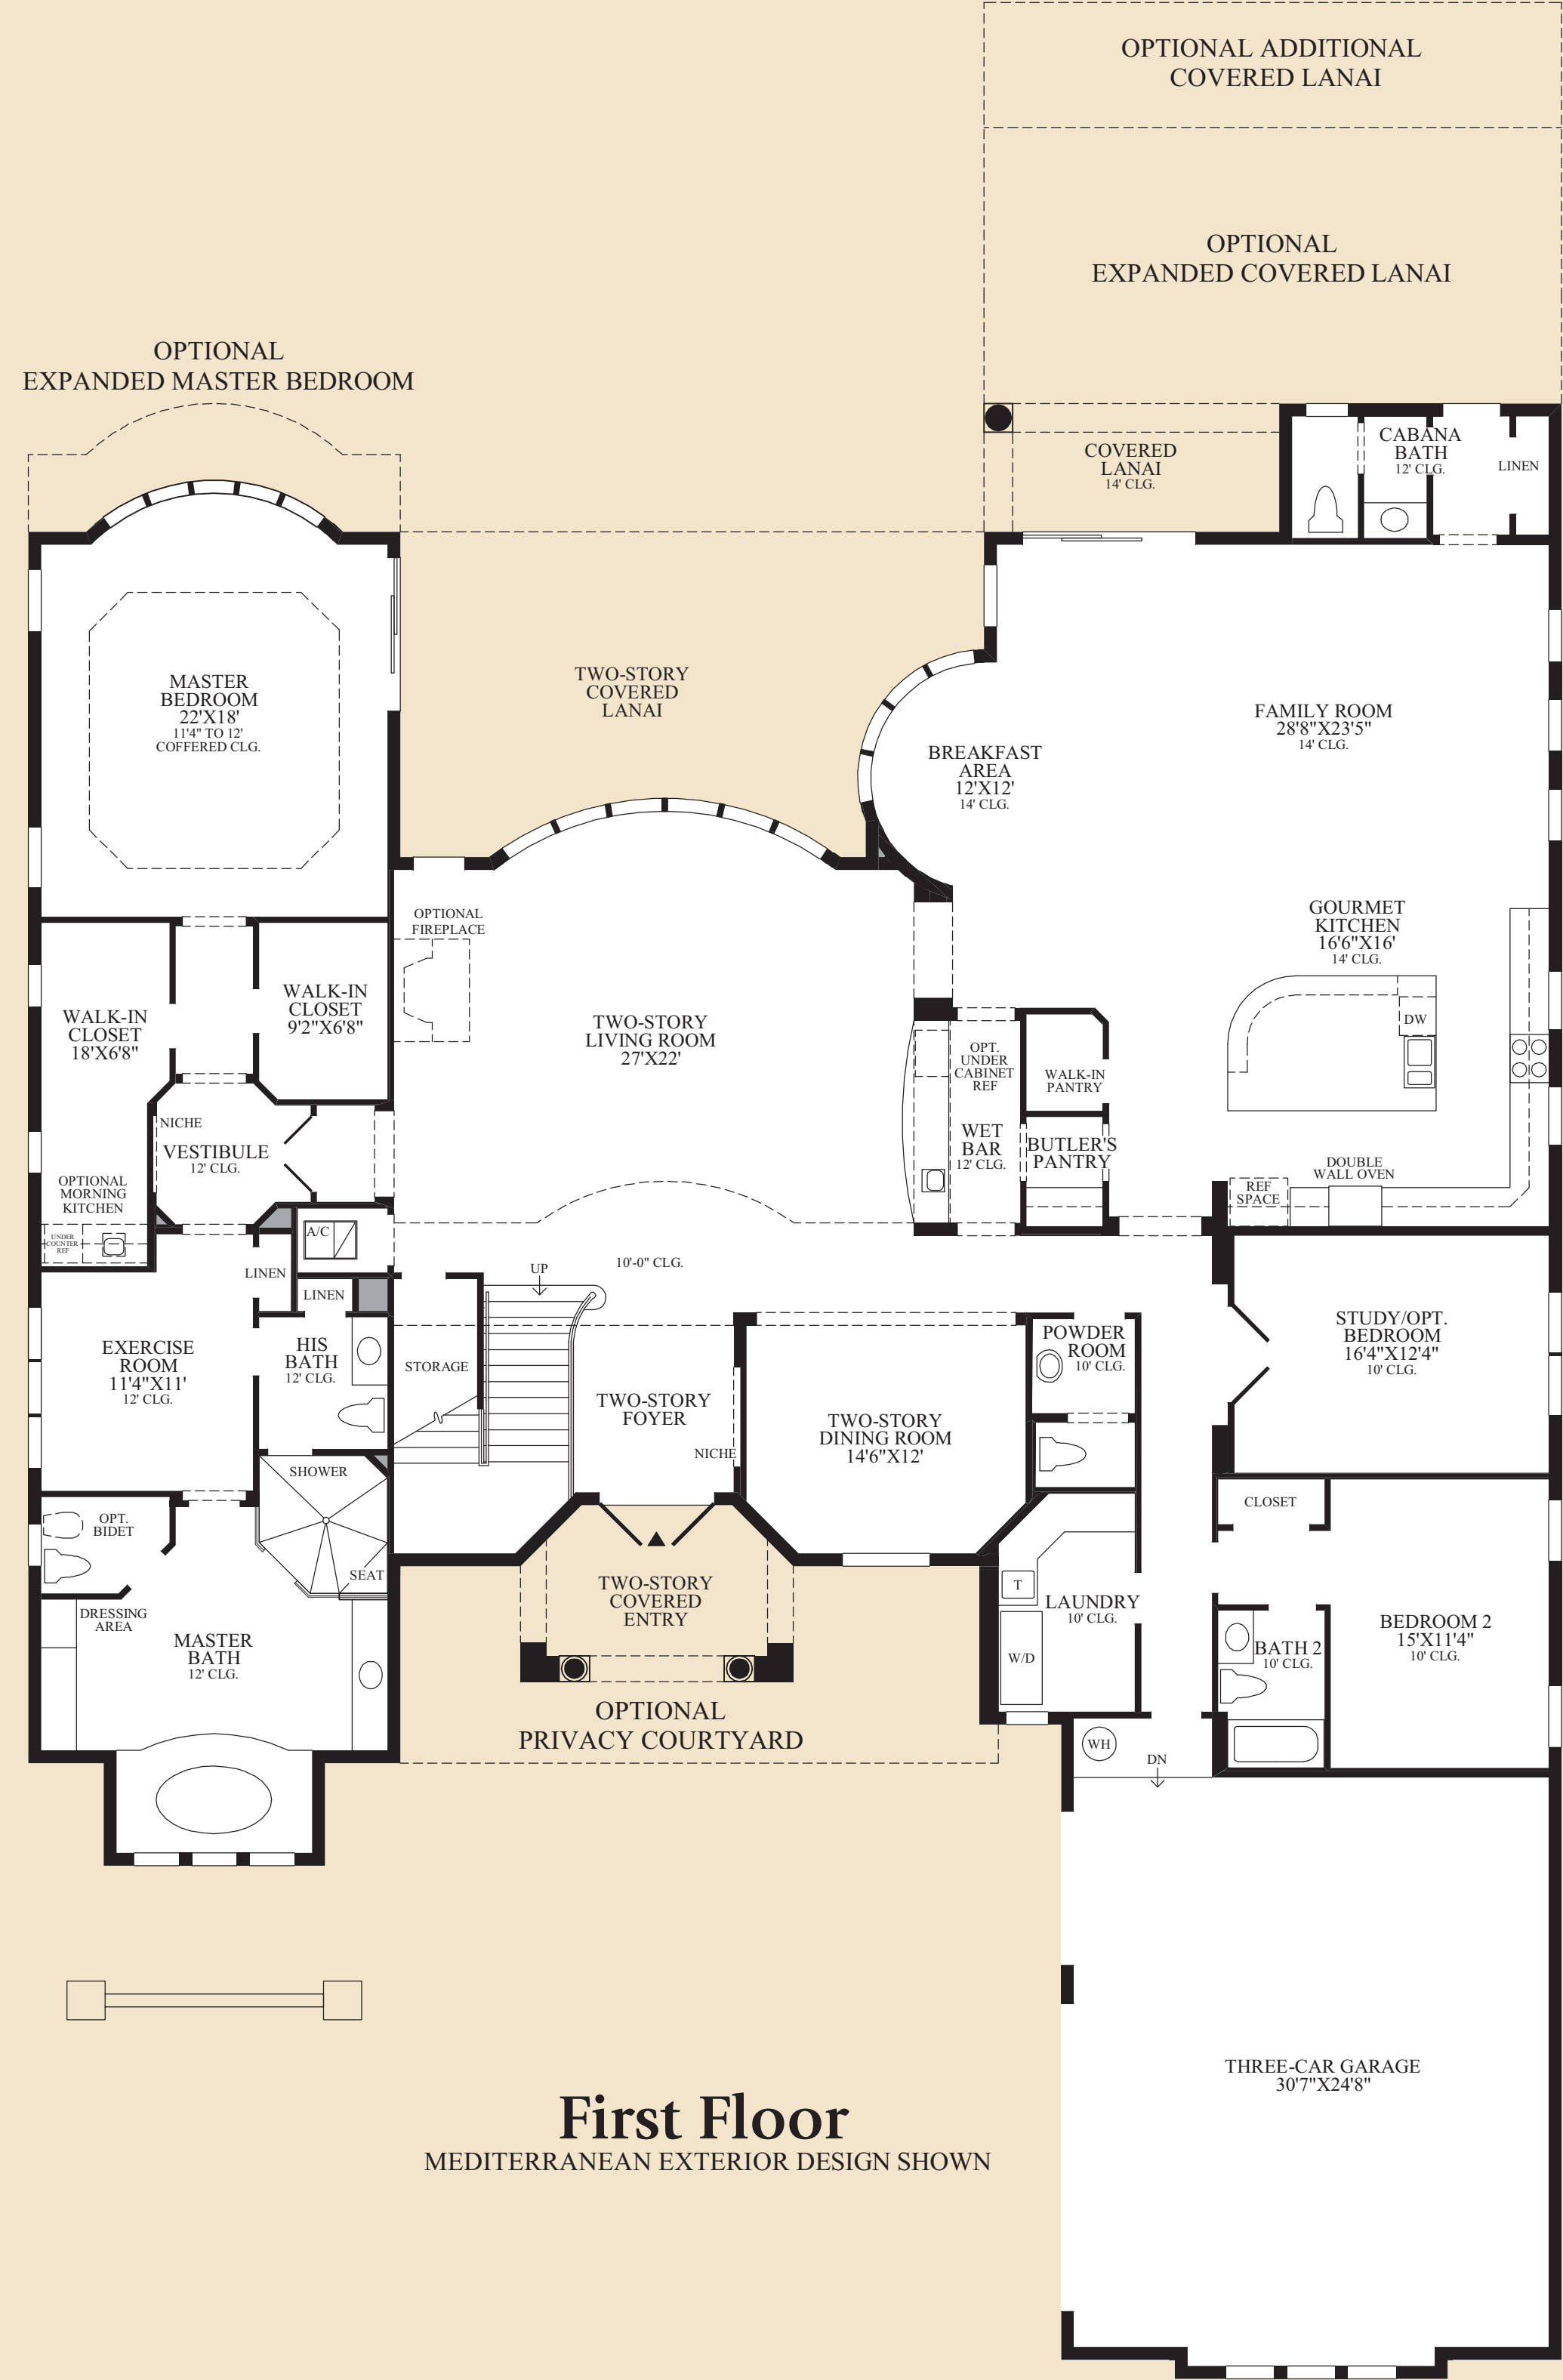 OPTIONAL ADDITIONAL
COVERED LANAI
OPTIONAL
EXPANDED COVERED LANAI
OPTIONAL
EXPANDED MASTER BEDROOM
COVERED
LANAI
14' CLG.
CABANA
BATH
12' CLG.
LINEN
MASTER
BEDROOM
22'X18'
11'4" TO 12'
COFFERED CLG.
TWO-STORY
COVERED
LANAI
BREAKFAST
AREA
12'X12'
14' CLG.
FAMILY ROOM
28'8"X23'5"
14' CLG.
OPTIONAL
FIREPLACE
GOURMET
KITCHEN
16'6"X16'
14' CLG.
DW
WALK-IN
CLOSET
18'X6'8"
WALK-IN
CLOSET
9'2"X6'8"
TWO-STORY
LIVING ROOM
27'X22'
OPT.
UNDER
CABINET
REF
WALK-IN
PANTRY
NICHE
VESTIBULE
12' CLG.
WET
BAR
12' CLG.
BUTLER'S
PANTRY
DOUBLE
WALL OVEN
REF
SPACE
OPTIONAL
MORNING
KITCHEN
UNDER
COUNTER
REF
A/C
LINEN
LINEN
UP
10'-0" CLG.
EXERCISE
ROOM
11'4"X11'
12' CLG.
HIS
BATH
12' CLG.
STORAGE
TWO-STORY
FOYER
NICHE
TWO-STORY
DINING ROOM
14'6"X12'
POWDER
ROOM
10' CLG.
STUDY/OPT.
BEDROOM
16'4"X12'4"
10' CLG.
SHOWER
SEAT
OPT.
BIDET
CLOSET
DRESSING
AREA
MASTER
BATH
12' CLG.
TWO-STORY
COVERED
ENTRY
T
LAUNDRY
10' CLG.
W/D
BATH 2
10' CLG.
BEDROOM 2
15'X11'4"
10' CLG.
OPTIONAL
PRIVACY COURTYARD
WH
DN
THREE-CAR GARAGE
30'7"X24'8"
First Floor
MEDITERRANEAN EXTERIOR DESIGN SHOWN